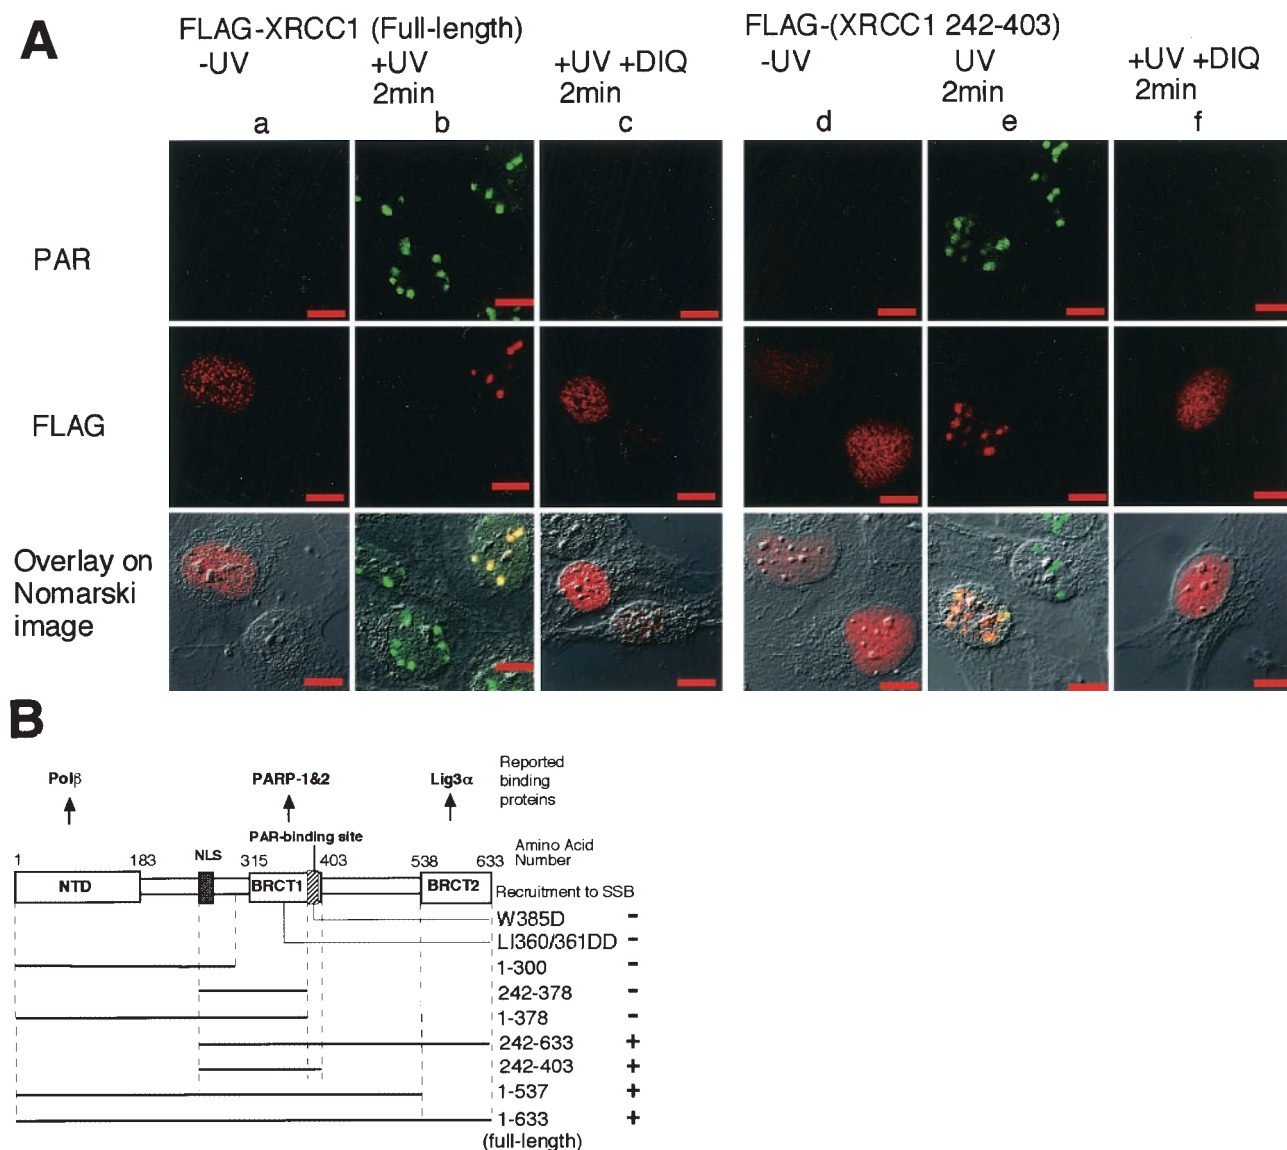 A
FLAG-XRCC1 (Full-length)
FLAG-(XRCC1 242-403)
-UV
+UV
2min
+UV +DIQ
2min
-UV
UV
2min
+UV +DIQ
2min
a
b
c
d
e
f
PAR
FLAG
Overlay on
Nomarski
image
B
Polβ
PARP-1&2
Lig3α
Reported
binding
proteins
PAR-binding site
1
183
NLS
315
403
538
633
Amino Acid
Number
NTD
BRCT1
BRCT2
Recruitment to SSB
W385D -
LI360/361DD -
1-300 -
242-378 -
1-378 -
242-633 +
242-403 +
1-537 +
1-633 +
(full-length)